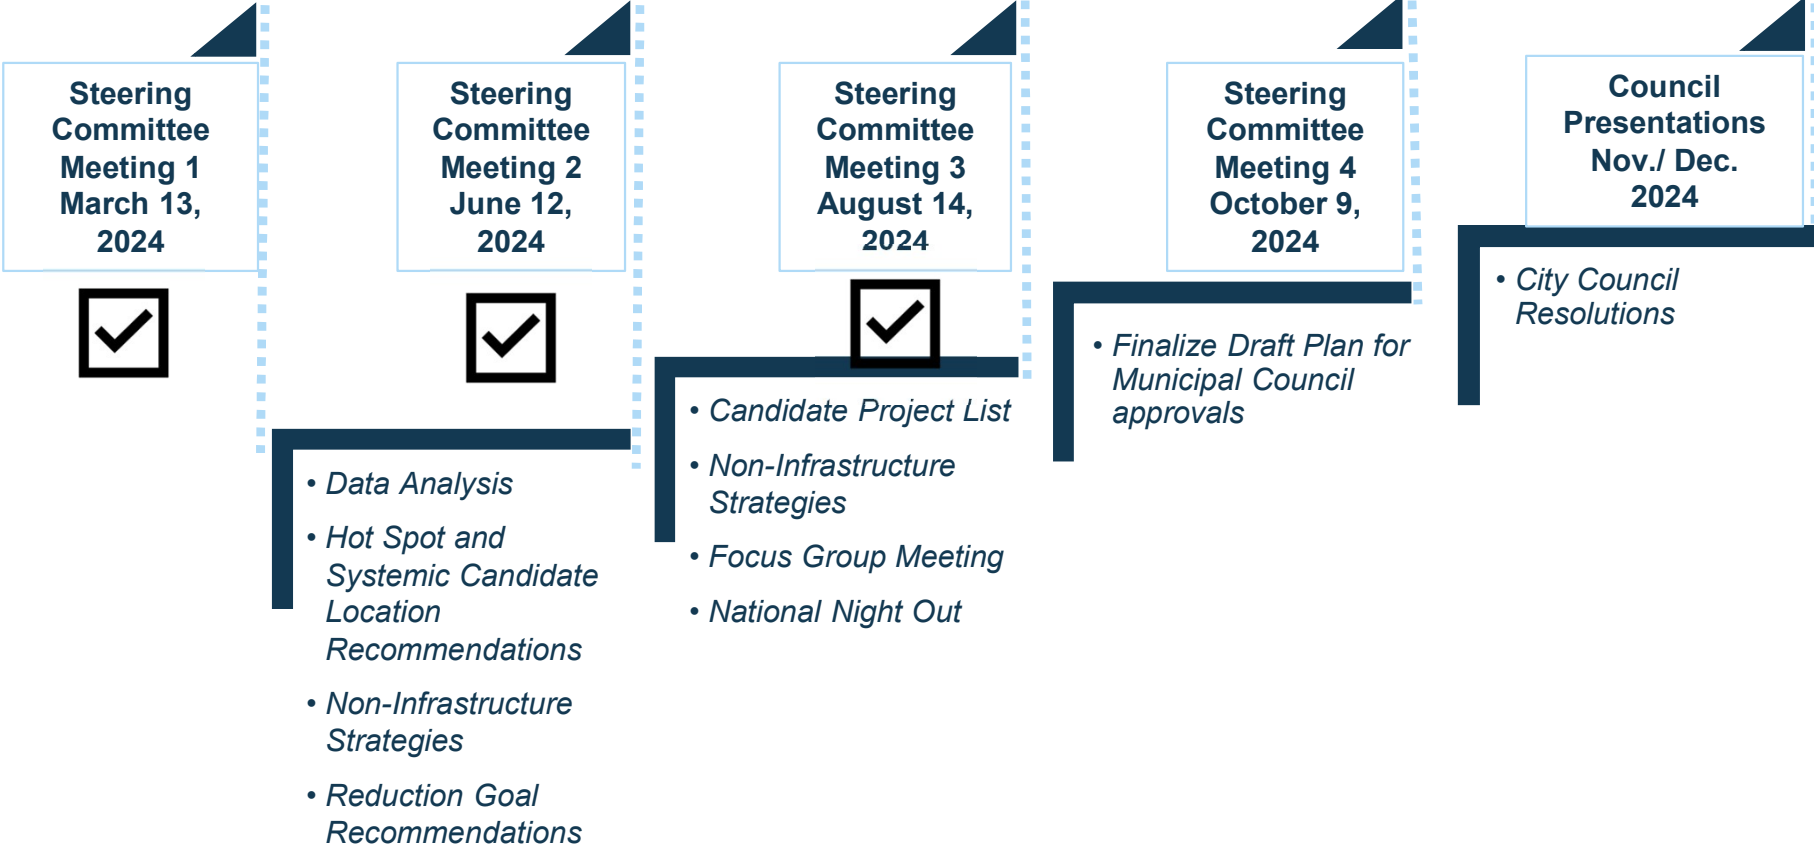 Steering
Committee
Meeting 1
March 13,
2024
Steering
Committee
Meeting 2
June 12,
2024
• Data Analysis
• Hot Spot and
Systemic Candidate
Location
Recommendations
• Non-Infrastructure
Strategies
• Reduction Goal
Recommendations
Steering
Committee
Meeting 3
August 14,
2024
• Candidate Project List
• Non-Infrastructure
Strategies
• Focus Group Meeting
• National Night Out
Steering
Committee
Meeting 4
October 9,
2024
• Finalize Draft Plan for
Municipal Council
approvals
Council
Presentations
Nov./ Dec.
2024
• City Council
Resolutions